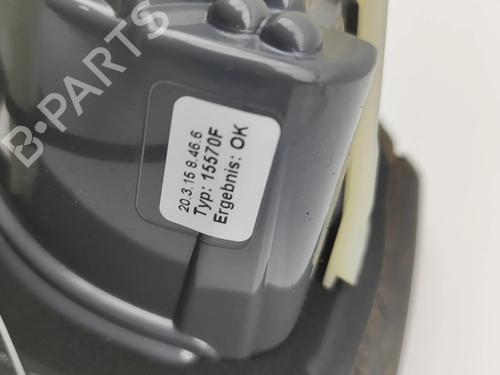 B-PARTS
20.3.15 8.46.6
Typ: 15570F
Ergebnis: OK